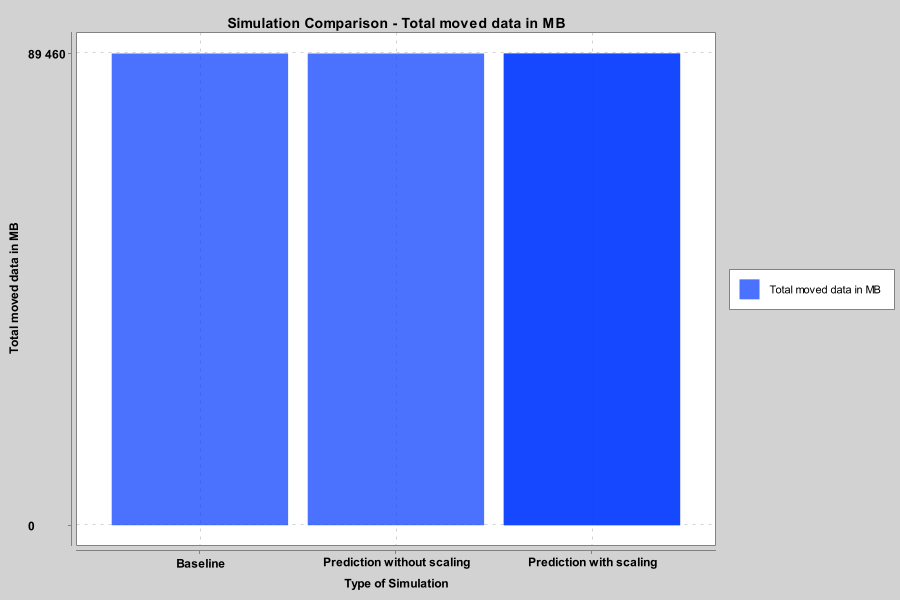 Simulation Comparison - Total moved data in MB
89 460
Total moved data in MB
Total moved data in MB
0
Baseline
Prediction without scaling
Prediction with scaling
Type of Simulation